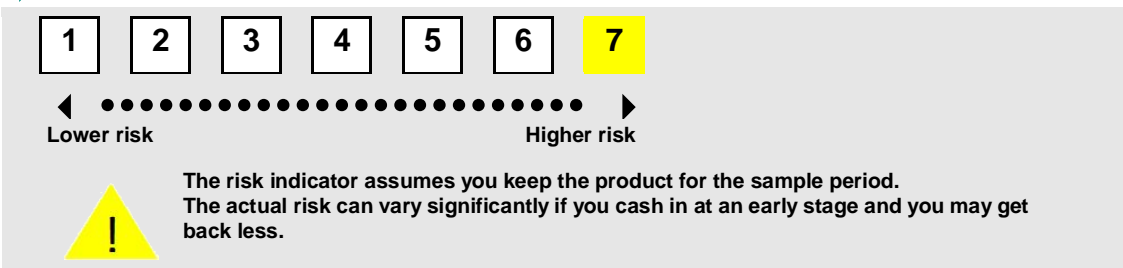 1 2 3 4 5 6 7
Lower risk Higher risk
The risk indicator assumes you keep the product for the sample period.
The actual risk can vary significantly if you cash in at an early stage and you may get
back less.
!